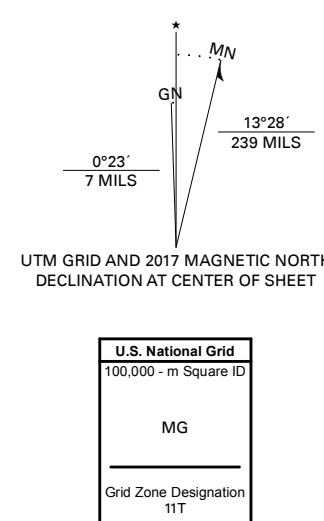 ★
MN
GN
13°28´
239 MILS
0°23´
7 MILS
UTM GRID AND 2017 MAGNETIC NORTH
DECLINATION AT CENTER OF SHEET
U.S. National Grid
100,000 - m Square ID
MG
Grid Zone Designation
11T